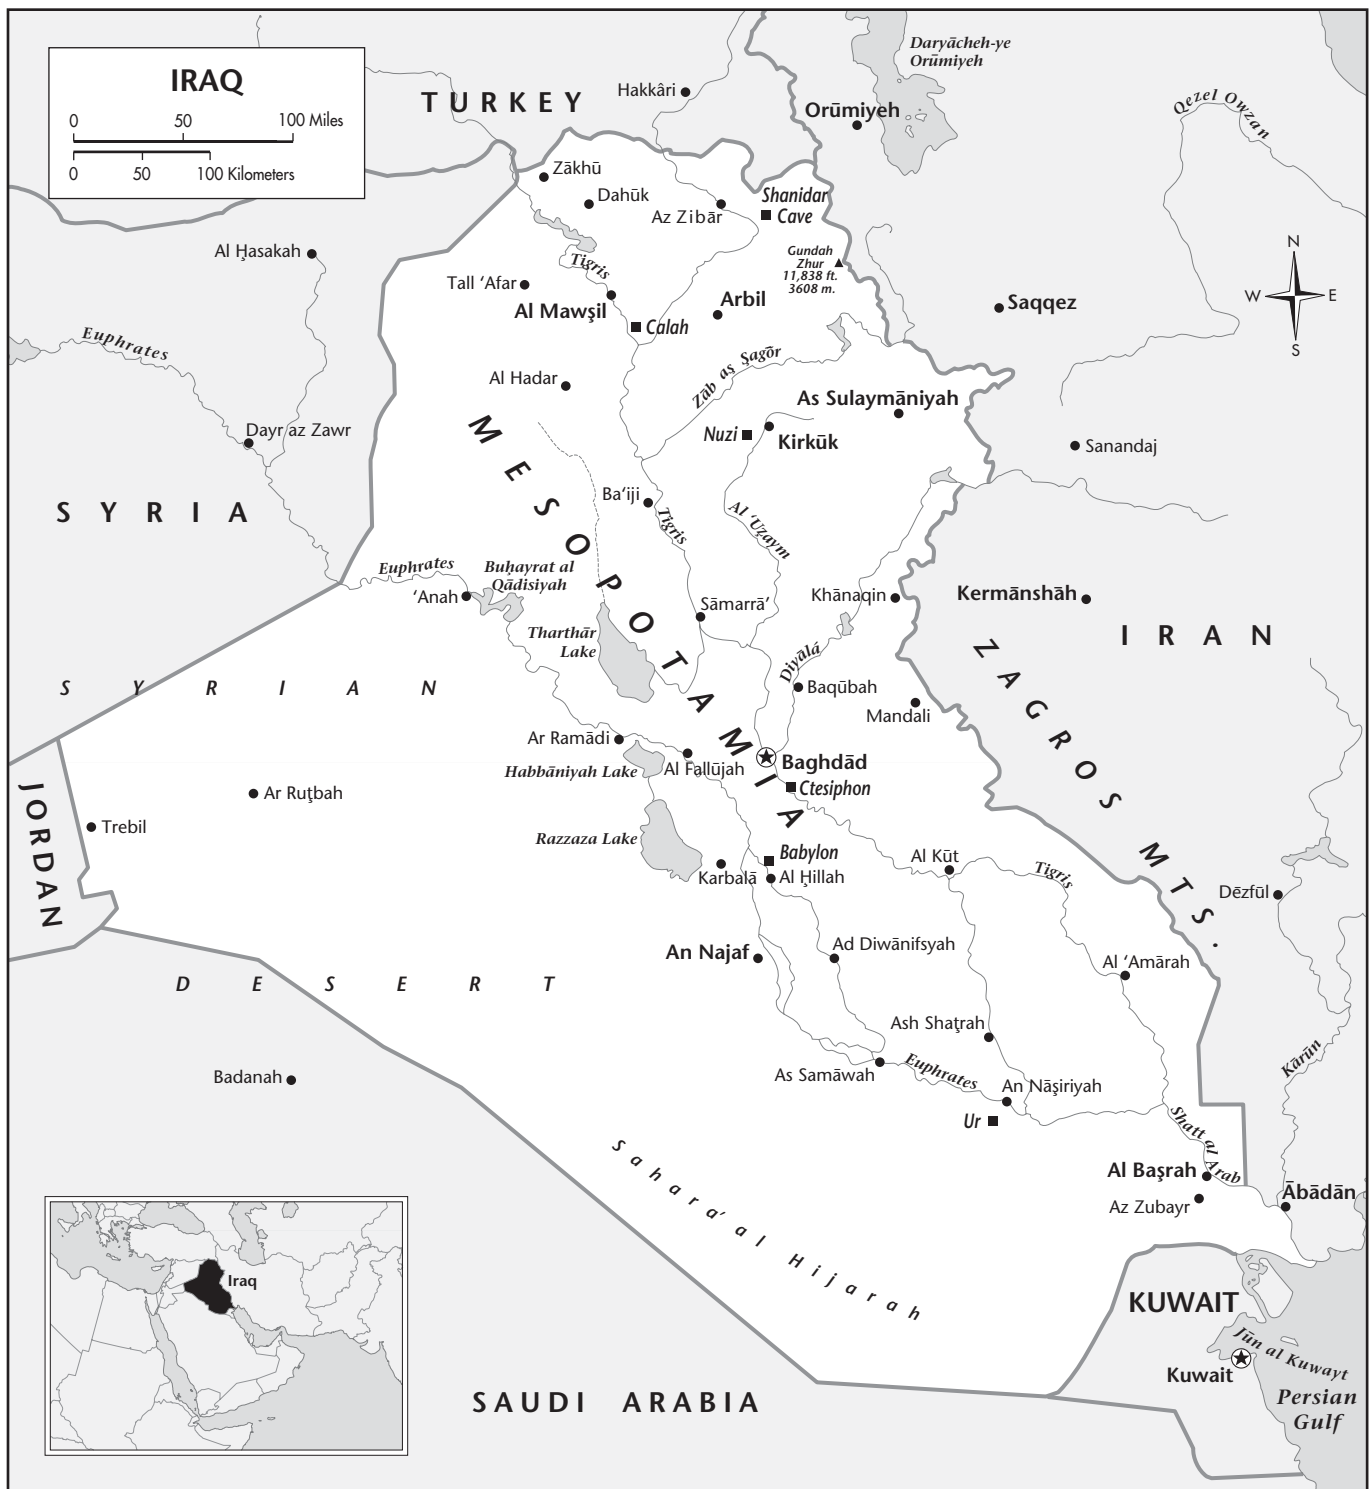 IRAQ
0 50 100 Miles
0 50 100 Kilometers
TURKEY
Hakkâri
Daryācheh-ye
Orūmiyeh
Orūmiyeh
Qezel Owzan
Zākhū
Dahūk
Az Zibār
Shanidar
Cave
Al Ḩasakah
Tigris
Gundah
Zhur
11,838 ft.
3608 m.
N
W E
S
Tall ‘Afar
Al Mawşil
Arbil
Calah
Saqqez
Euphrates
Zāb aş Şagōr
Al Hadar
As Sulaymāniyah
Dayr az Zawr
Nuzi
Kirkūk
Sanandaj
MESOPOTAMIA
SYRIA
Ba‘iji
Tigris
Al ‘Uzaym
Euphrates
Buḩayrat al
Qādisiyah
‘Anah
Sāmarrā’
Khānaqin
Kermānshāh
IRAN
Tharthār
Lake
ZAGROS MTS.
SYRIAN
Diyālá
Baqūbah
Mandali
Ar Ramādi
Al Fallūjah
Baghdād
Habbāniyah Lake
Ctesiphon
JORDAN
Ar Ruţbah
Trebil
Razzaza Lake
Babylon
Karbalā
Al Ḩillah
Al Kūt
Tigris
Dēzfūl
An Najaf
Ad Diwānifsyah
Al ‘Amārah
DESERT
Ash Shaţrah
Kārūn
Badanah
As Samāwah
Euphrates
An Nāşiriyah
Ur
Shatt al
Arab
Sahara’ al Hijarah
Al Başrah
Az Zubayr
Ābādān
Iraq
KUWAIT
Jūn al Kuwayt
Kuwait
Persian
Gulf
SAUDI ARABIA